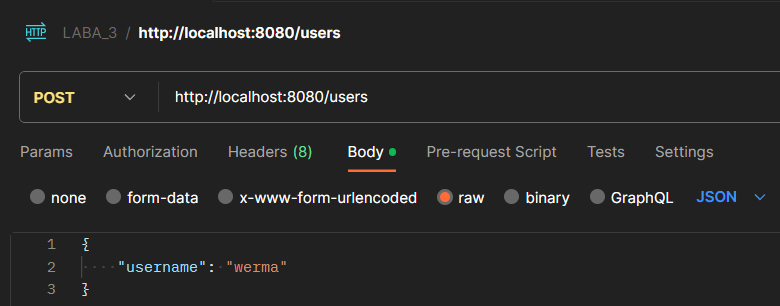 HTTP LABA_3 / http://localhost:8080/users
POST http://localhost:8080/users
Params Authorization Headers (8) Body Pre-request Script Tests Settings
none form-data x-www-form-urlencoded raw binary GraphQL JSON
1 {
2 "username": "werma"
3 }